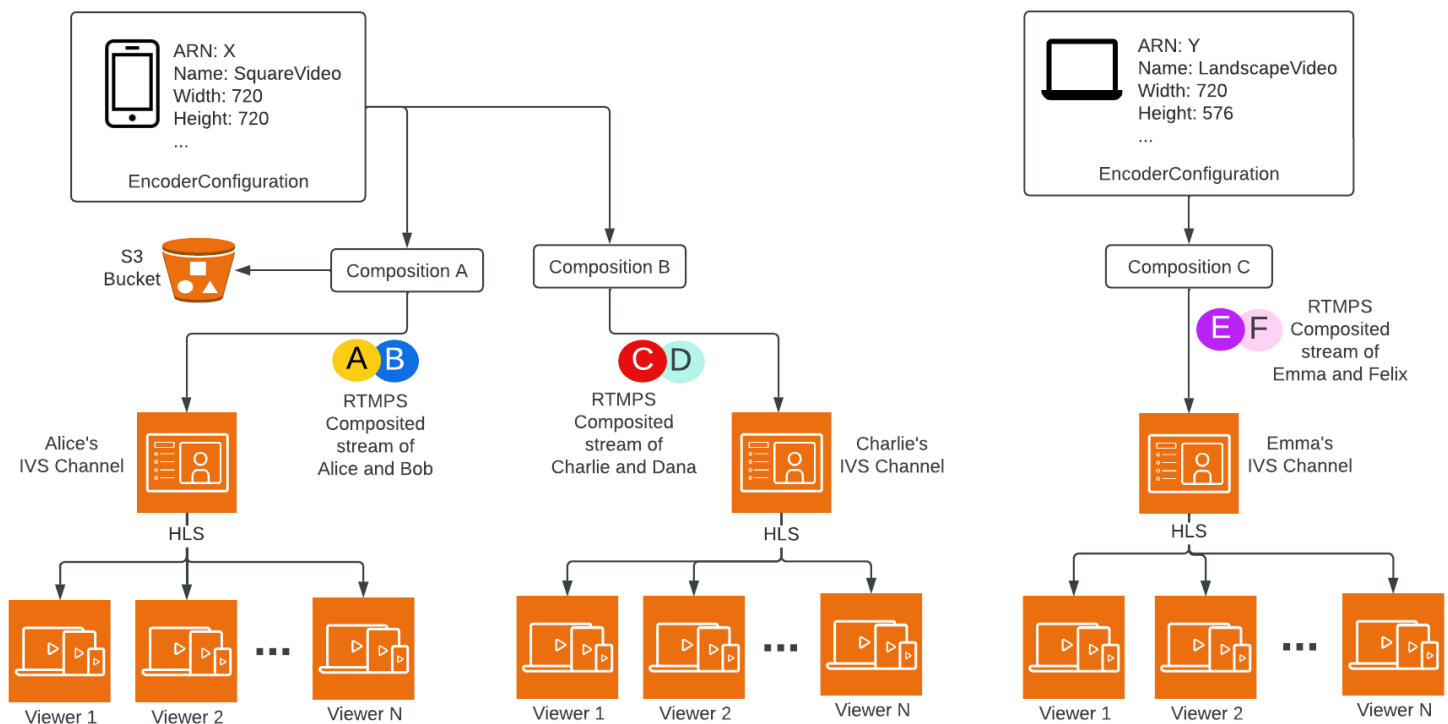 ARN: X
Name: SquareVideo
Width: 720
Height: 720
...
EncoderConfiguration
ARN: Y
Name: LandscapeVideo
Width: 720
Height: 576
...
EncoderConfiguration
S3
Bucket
Composition A
Composition B
Composition C
A B
RTMPS
Composited
stream of
Alice and Bob
C D
RTMPS
Composited
stream of
Charlie and Dana
E F
RTMPS
Composited
stream of
Emma and Felix
Alice's
IVS Channel
Charlie's
IVS Channel
Emma's
IVS Channel
HLS
HLS
HLS
Viewer 1
Viewer 2
...
Viewer N
Viewer 1
Viewer 2
...
Viewer N
Viewer 1
Viewer 2
...
Viewer N